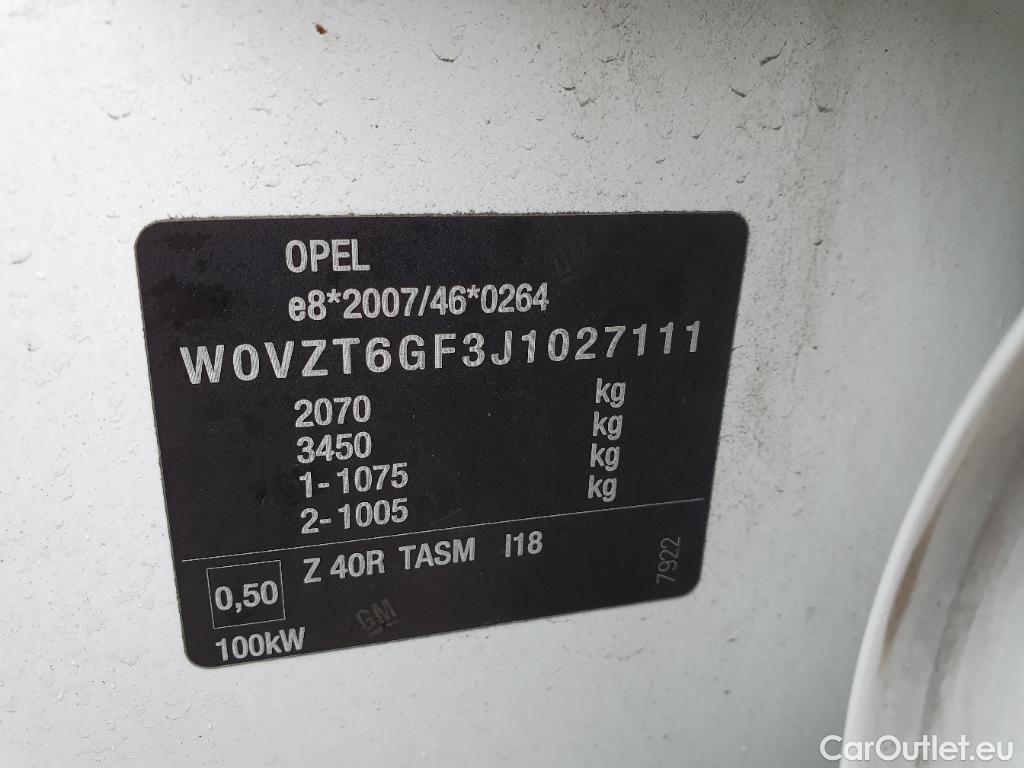 OPEL
e8*2007/46*0264
W0VZT6GF3J1027111
2070 kg
3450 kg
1-1075 kg
2-1005 kg
0,50 Z 40R TASM I18
7922
100kW
GM
CarOutlet.eu